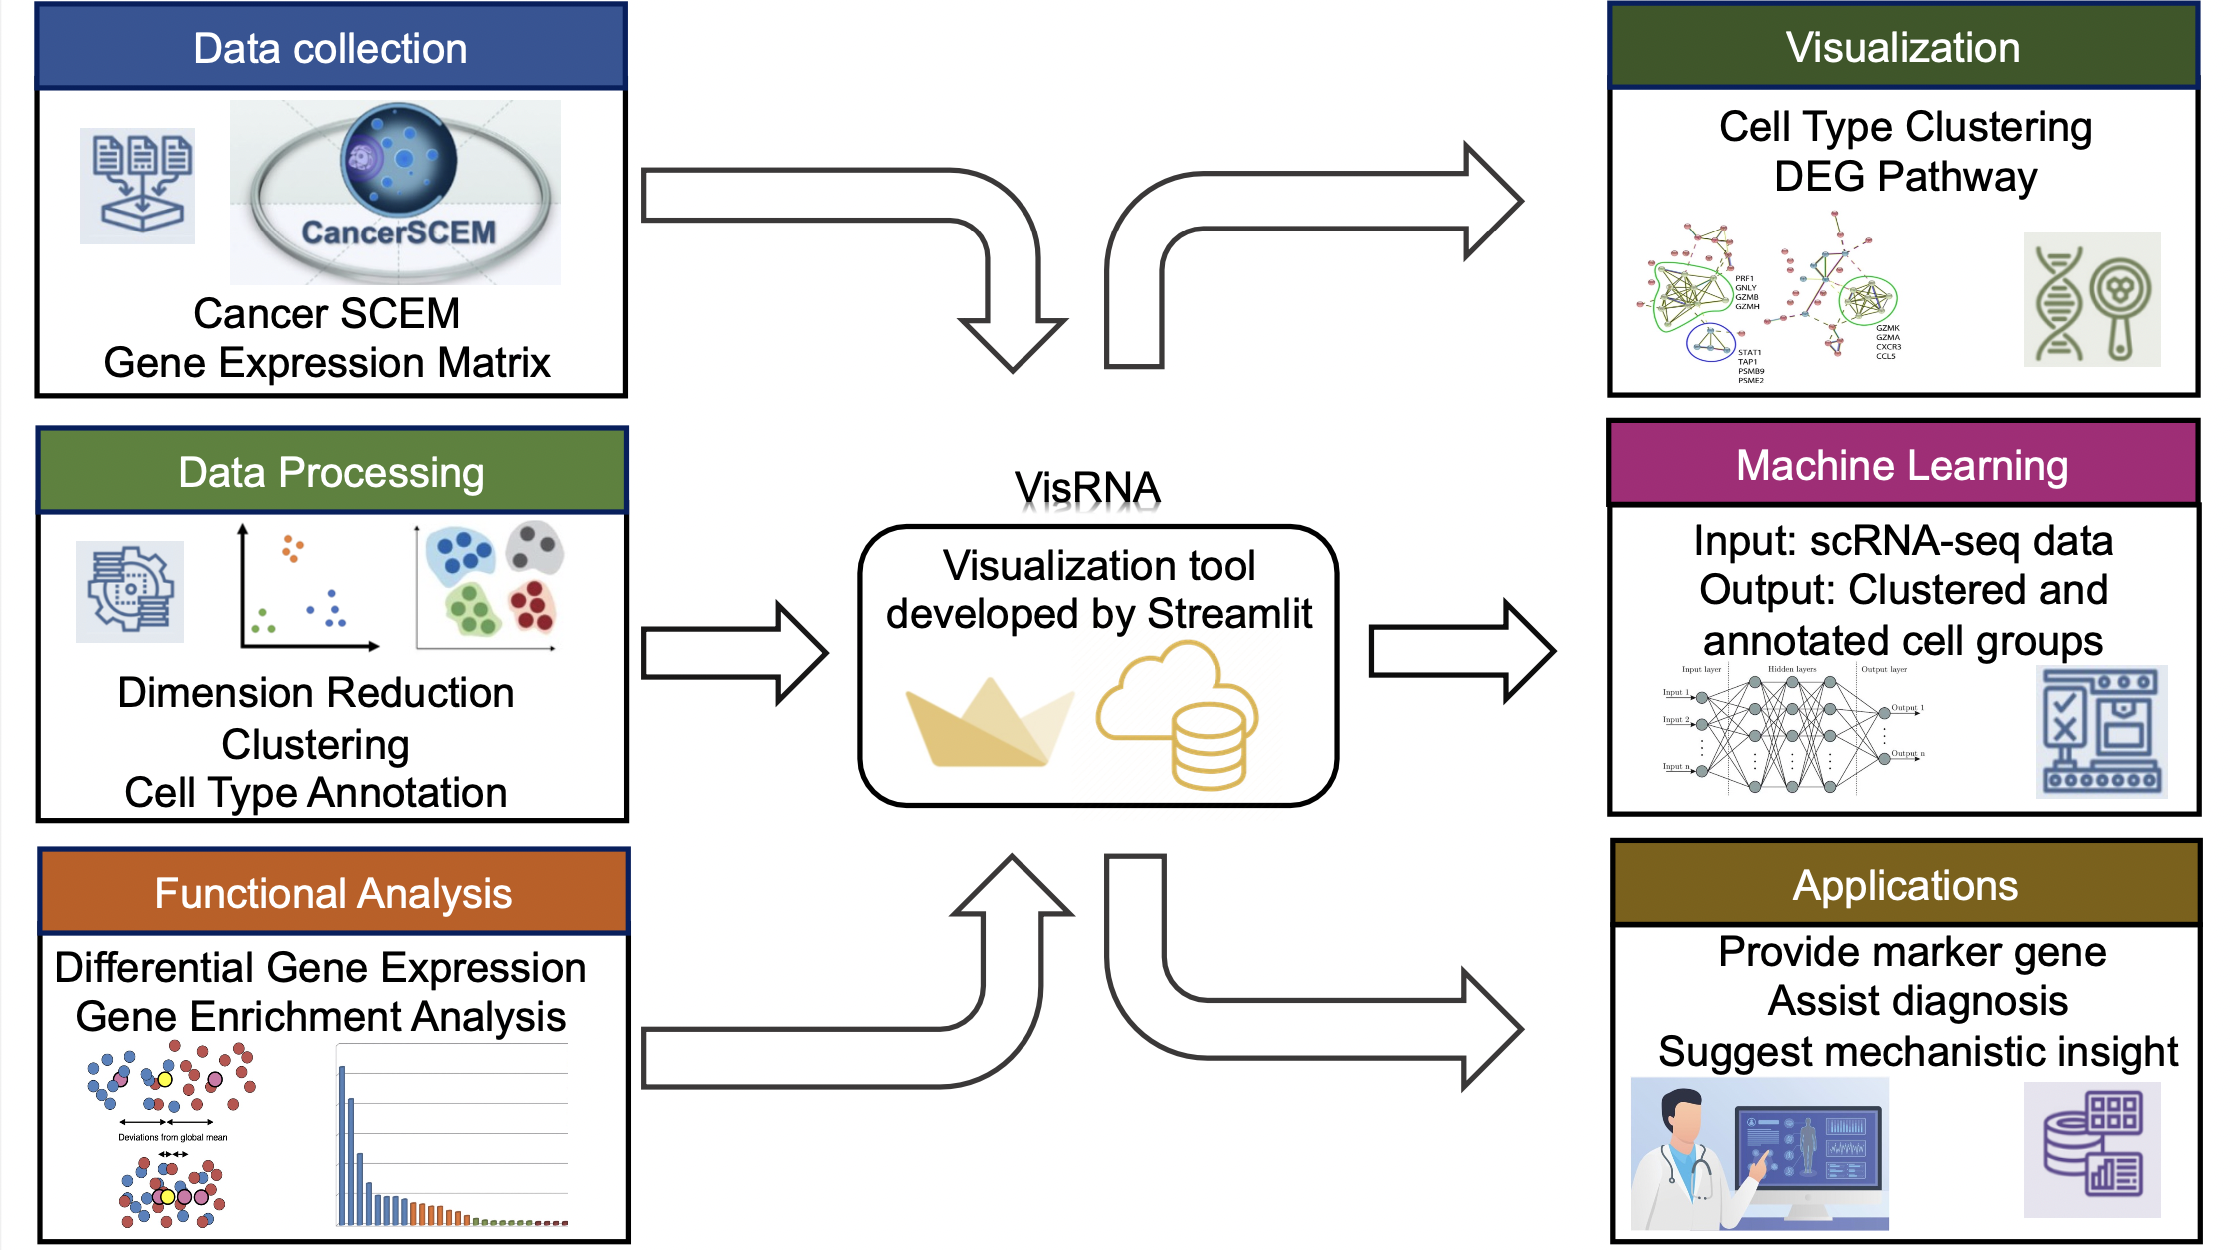 Data collection
CancerSCEM
Cancer SCEM
Gene Expression Matrix
Data Processing
Dimension Reduction
Clustering
Cell Type Annotation
Functional Analysis
Differential Gene Expression
Gene Enrichment Analysis
Deviations from global mean
VisRNA
Visualization tool
developed by Streamlit
Visualization
Cell Type Clustering
DEG Pathway
PRF1
GNLY
GZMB
GZMH
STAT1
TAP1
PSMB9
PSME2
GZMK
GZMA
CXCR3
CCL5
Machine Learning
Input: scRNA-seq data
Output: Clustered and
annotated cell groups
Input layer
Hidden layers
Output layer
Input 1
Input 2
Input n
Output 1
Output n
Applications
Provide marker gene
Assist diagnosis
Suggest mechanistic insight